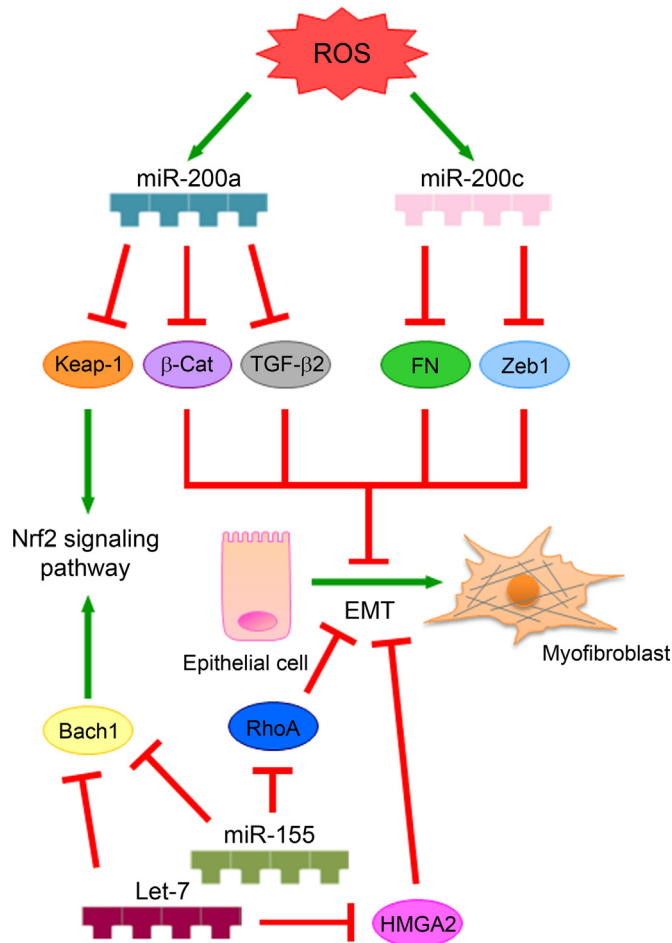 ROS
miR-200a
miR-200c
Keap-1
β-Cat
TGF-β2
FN
Zeb1
Nrf2 signaling
pathway
EMT
Epithelial cell
Myofibroblast
Bach1
RhoA
miR-155
Let-7
HMGA2